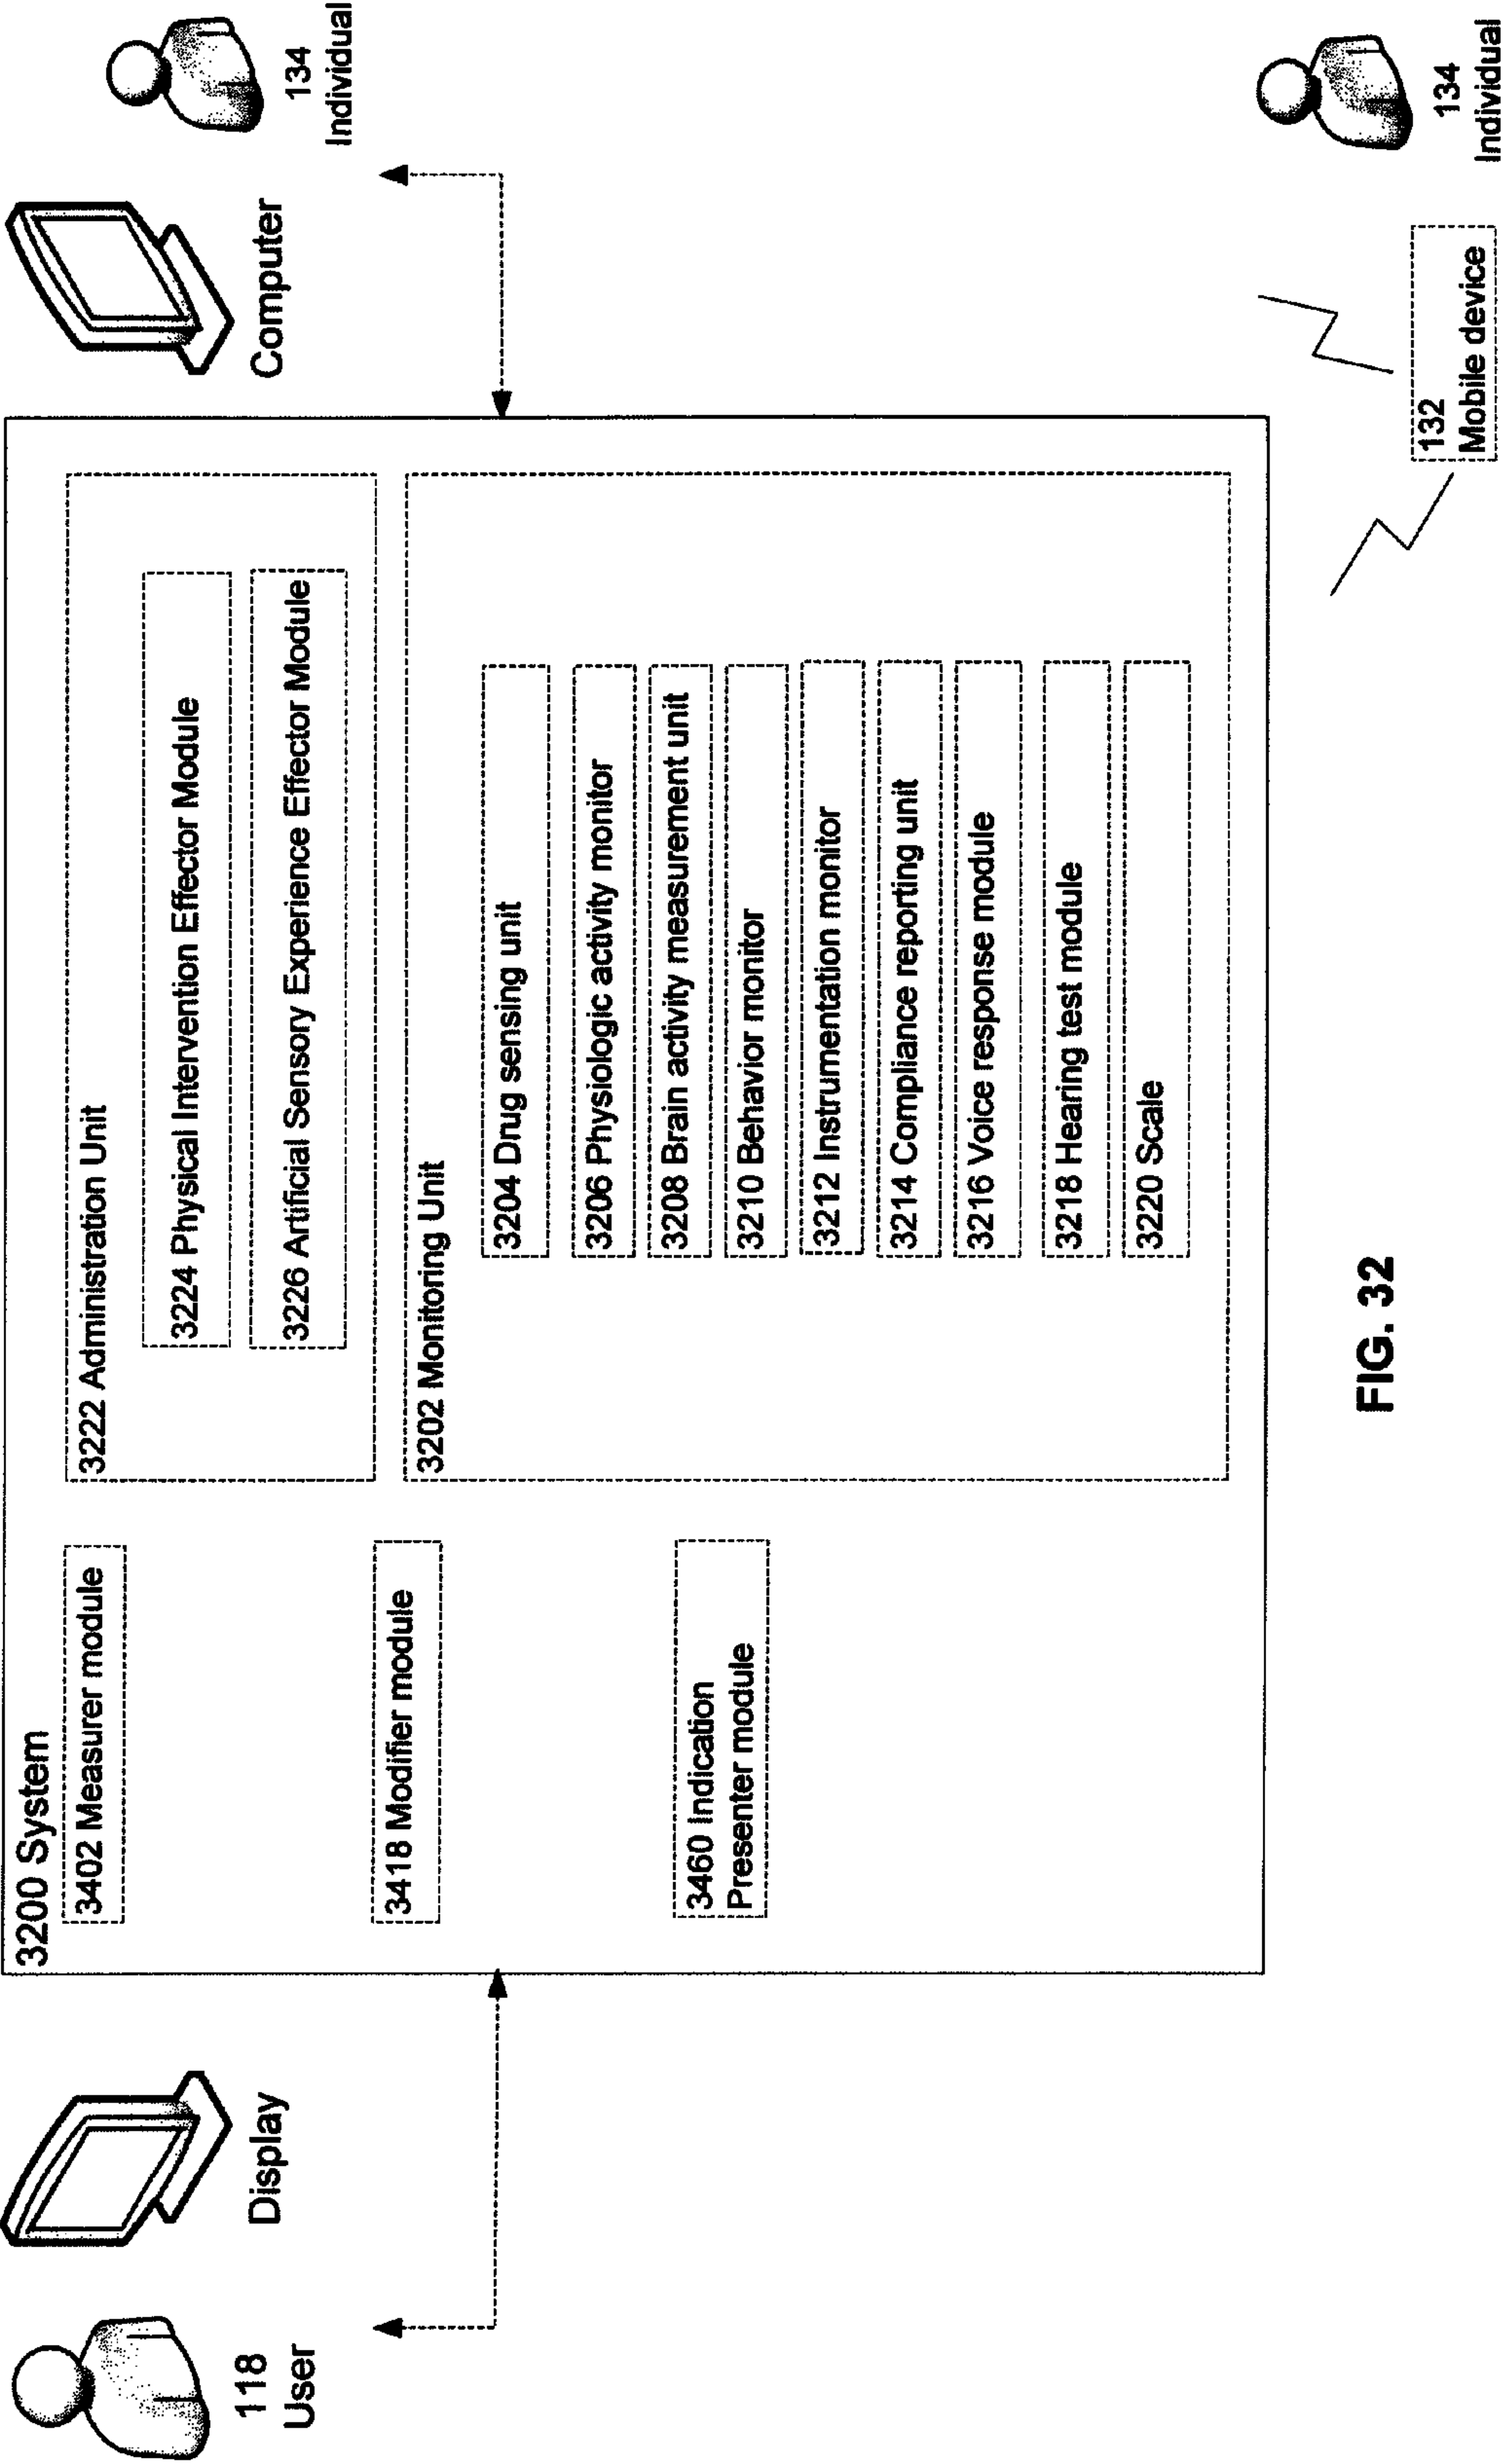 118
User
Display
3200 System
3402 Measurer module
3418 Modifier module
3460 Indication
Presenter module
3222 Administration Unit
3224 Physical Intervention Effector Module
3226 Artificial Sensory Experience Effector Module
3202 Monitoring Unit
3204 Drug sensing unit
3206 Physiologic activity monitor
3208 Brain activity measurement unit
3210 Behavior monitor
3212 Instrumentation monitor
3214 Compliance reporting unit
3216 Voice response module
3218 Hearing test module
3220 Scale
Computer
134
Individual
132
Mobile device
134
Individual
FIG. 32